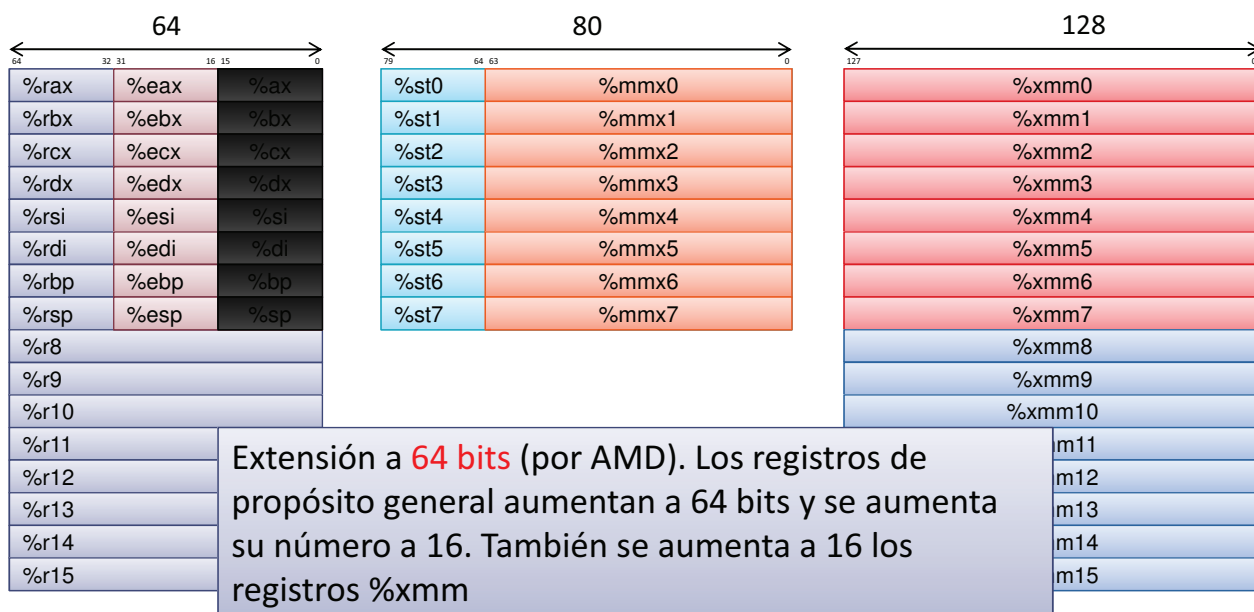 64 80 128
64 32 31 16 15 0 79 64 63 0 127 0
%rax %eax %ax %st0 %mmx0 %xmm0
%rbx %ebx %bx %st1 %mmx1 %xmm1
%rcx %ecx %cx %st2 %mmx2 %xmm2
%rdx %edx %dx %st3 %mmx3 %xmm3
%rsi %esi %si %st4 %mmx4 %xmm4
%rdi %edi %di %st5 %mmx5 %xmm5
%rbp %ebp %bp %st6 %mmx6 %xmm6
%rsp %esp %sp %st7 %mmx7 %xmm7
%r8 %xmm8
%r9 %xmm9
%r10 %xmm10
%r11 m11
%r12 m12
%r13 m13
%r14 m14
%r15 m15
Extensión a 64 bits (por AMD). Los registros de
propósito general aumentan a 64 bits y se aumenta
su número a 16. También se aumenta a 16 los
registros %xmm